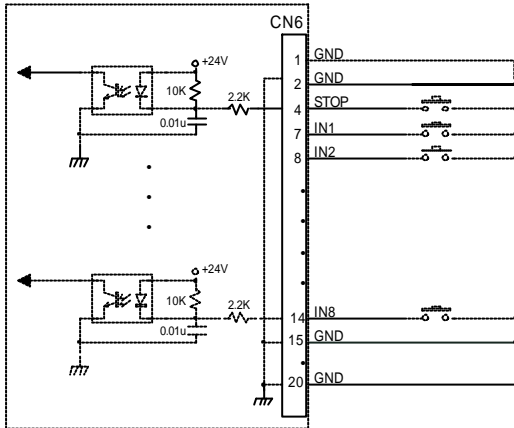 CN6
1 GND
+24V
2 GND
10K
2.2K
4 STOP
0.01u
7 IN1
8 IN2
+24V
10K
2.2K
14 IN8
0.01u
15 GND
20 GND